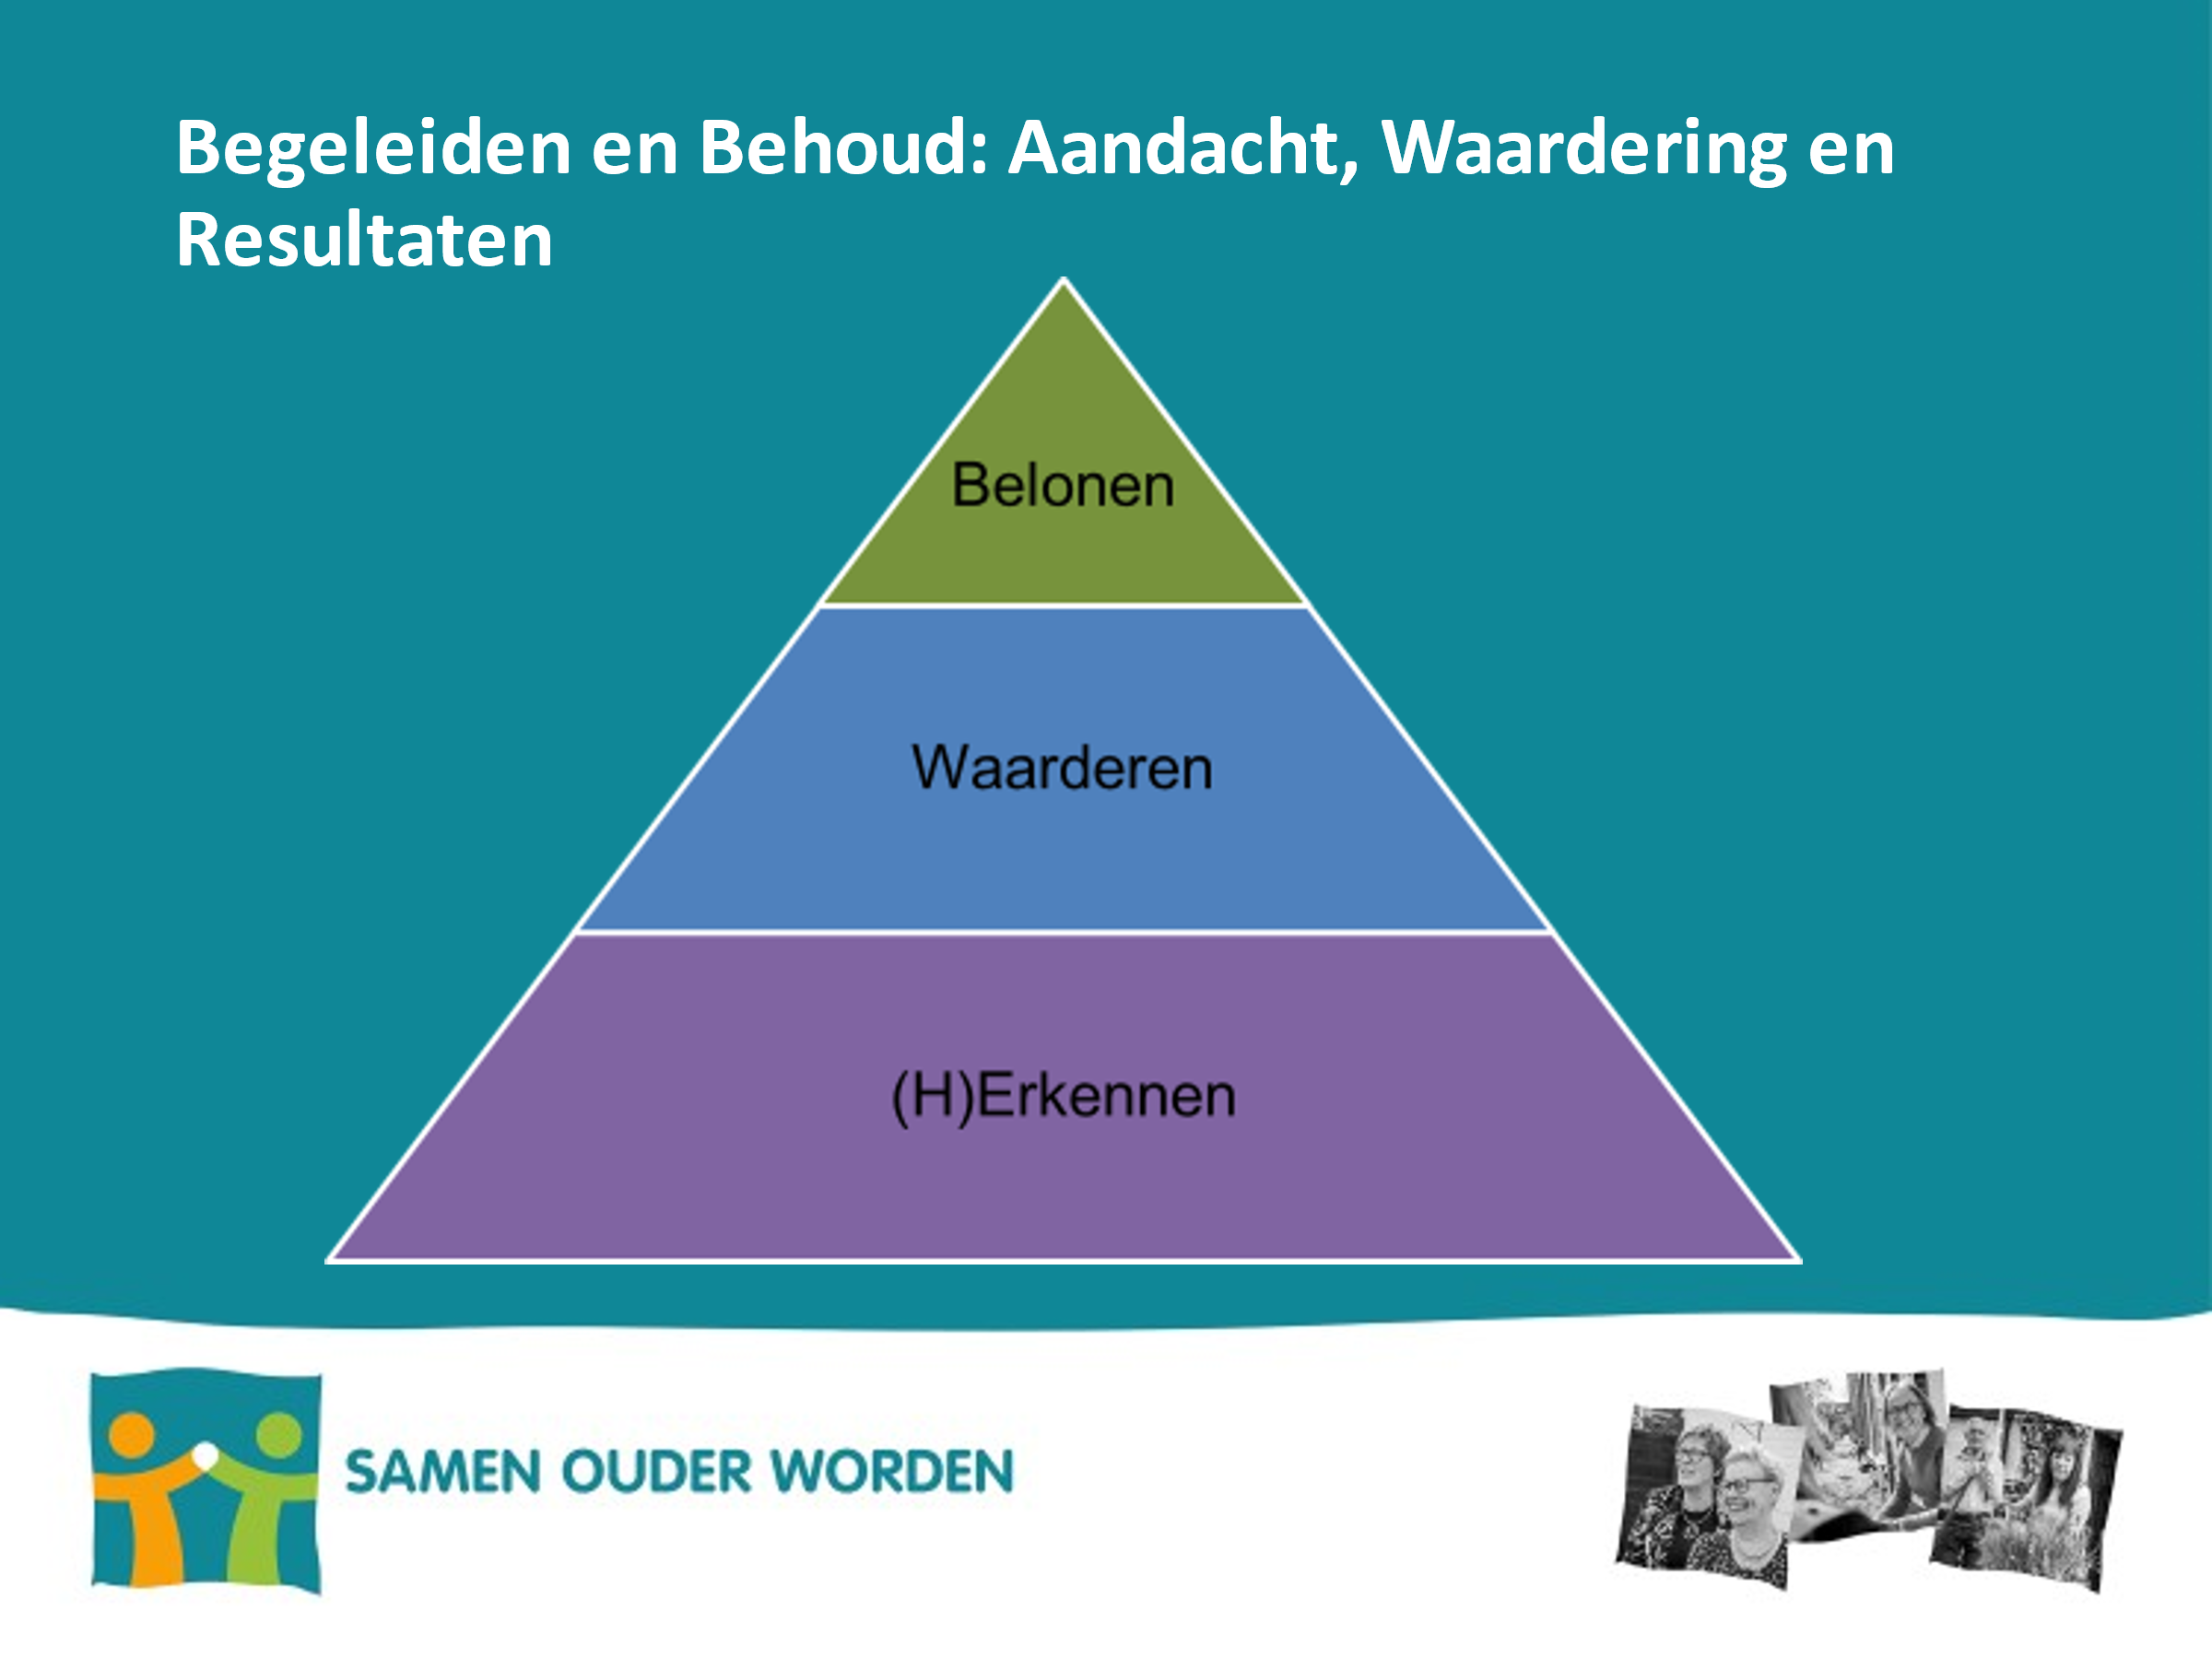 Begeleiden en Behoud: Aandacht, Waardering en
Resultaten
Belonen
Waarderen
(H)Erkennen
SAMEN OUDER WORDEN